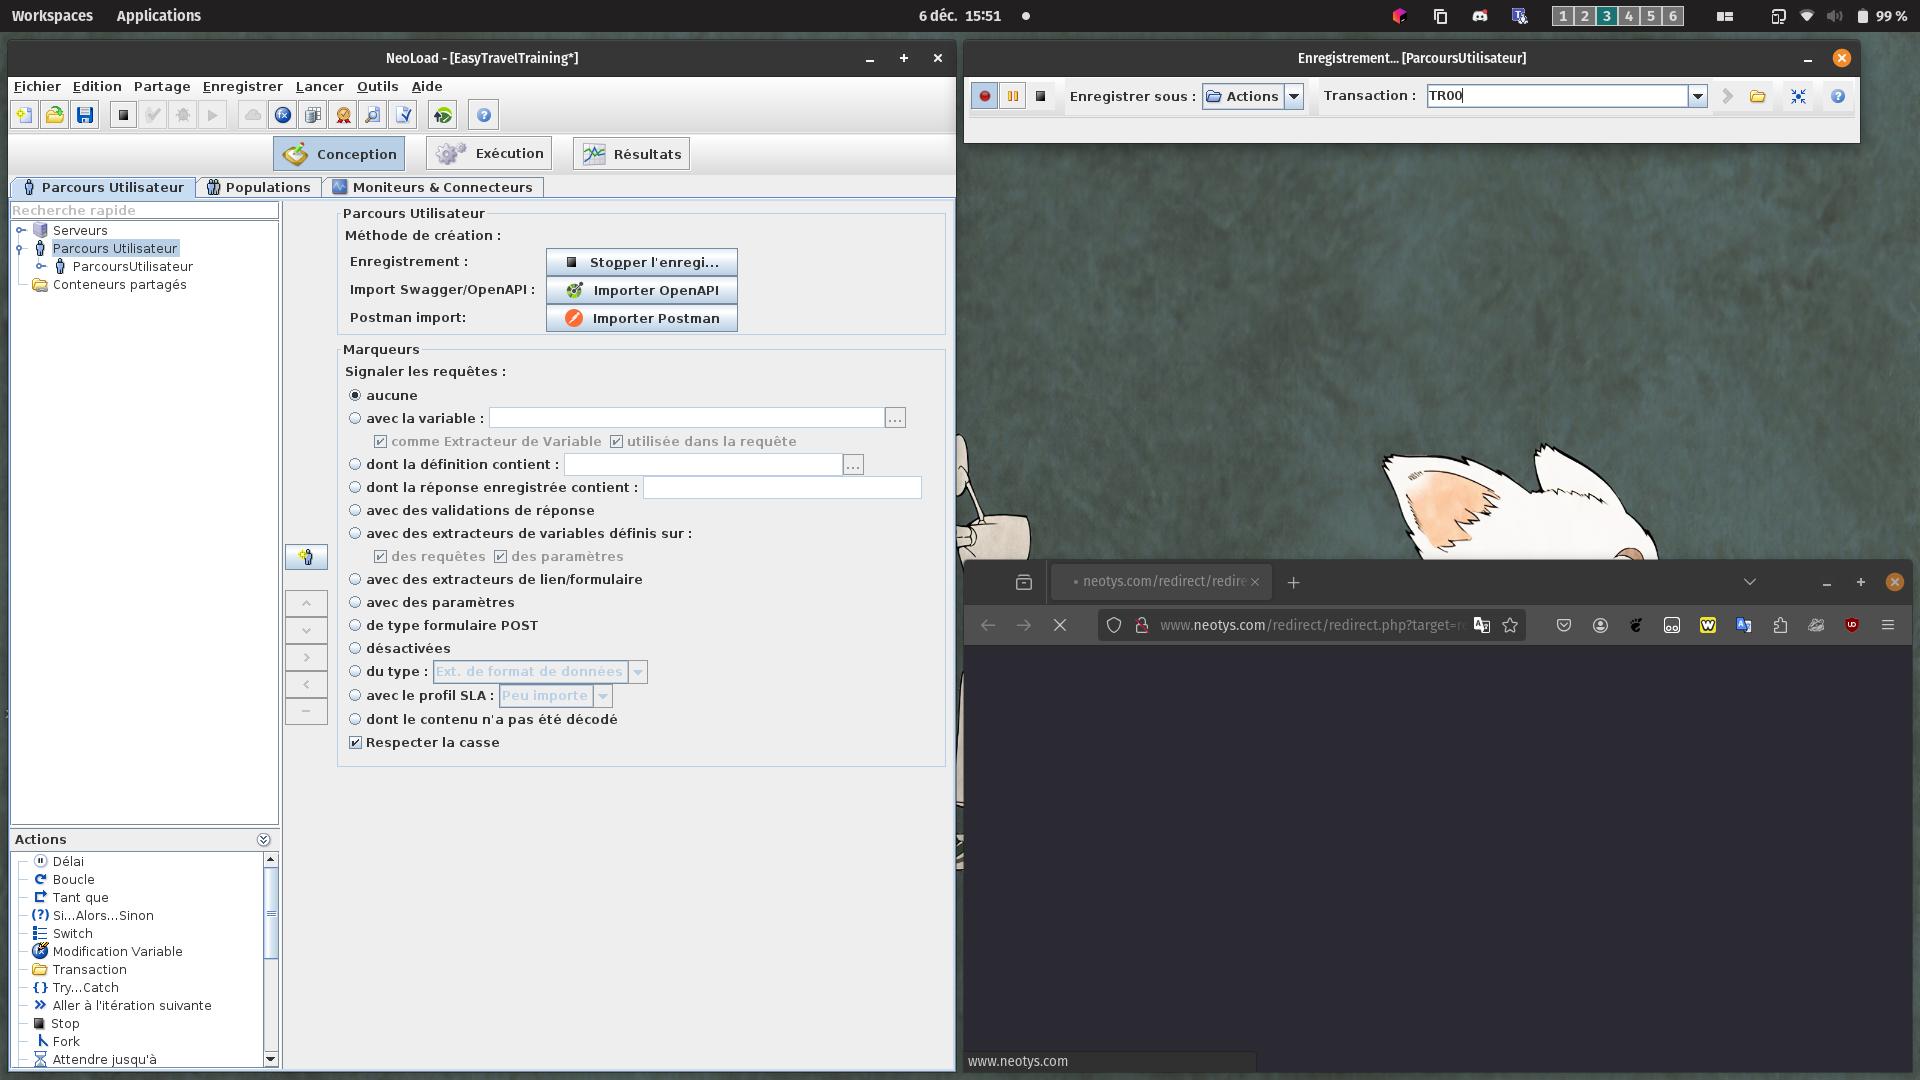 Workspaces
Applications
6 déc. 15:51
1 2 3 4 5 6
99 %
NeoLoad - [EasyTravelTraining*]
Fichier Edition Partage Enregistrer Lancer Outils Aide
Conception
Exécution
Résultats
Parcours Utilisateur
Populations
Moniteurs & Connecteurs
Recherche rapide
Serveurs
Parcours Utilisateur
ParcoursUtilisateur
Conteneurs partagés
Parcours Utilisateur
Méthode de création :
Enregistrement :
Stopper l'enregi...
Import Swagger/OpenAPI :
Importer OpenAPI
Postman import:
Importer Postman
Marqueurs
Signaler les requêtes :
aucune
avec la variable :
...
comme Extracteur de Variable
utilisée dans la requête
dont la définition contient :
...
dont la réponse enregistrée contient :
avec des validations de réponse
avec des extracteurs de variables définis sur :
des requêtes
des paramètres
avec des extracteurs de lien/formulaire
avec des paramètres
de type formulaire POST
désactivées
du type :
Ext. de format de données
avec le profil SLA :
Peu importe
dont le contenu n'a pas été décodé
Respecter la casse
Actions
Délai
Boucle
Tant que
Si...Alors...Sinon
Switch
Modification Variable
Transaction
Try...Catch
Aller à l'itération suivante
Stop
Fork
Attendre jusqu'à
Enregistrement... [ParcoursUtilisateur]
Enregistrer sous :
Actions
Transaction :
TR00
neotys.com/redirect/redire
www.neotys.com/redirect/redirect.php?target=r
www.neotys.com